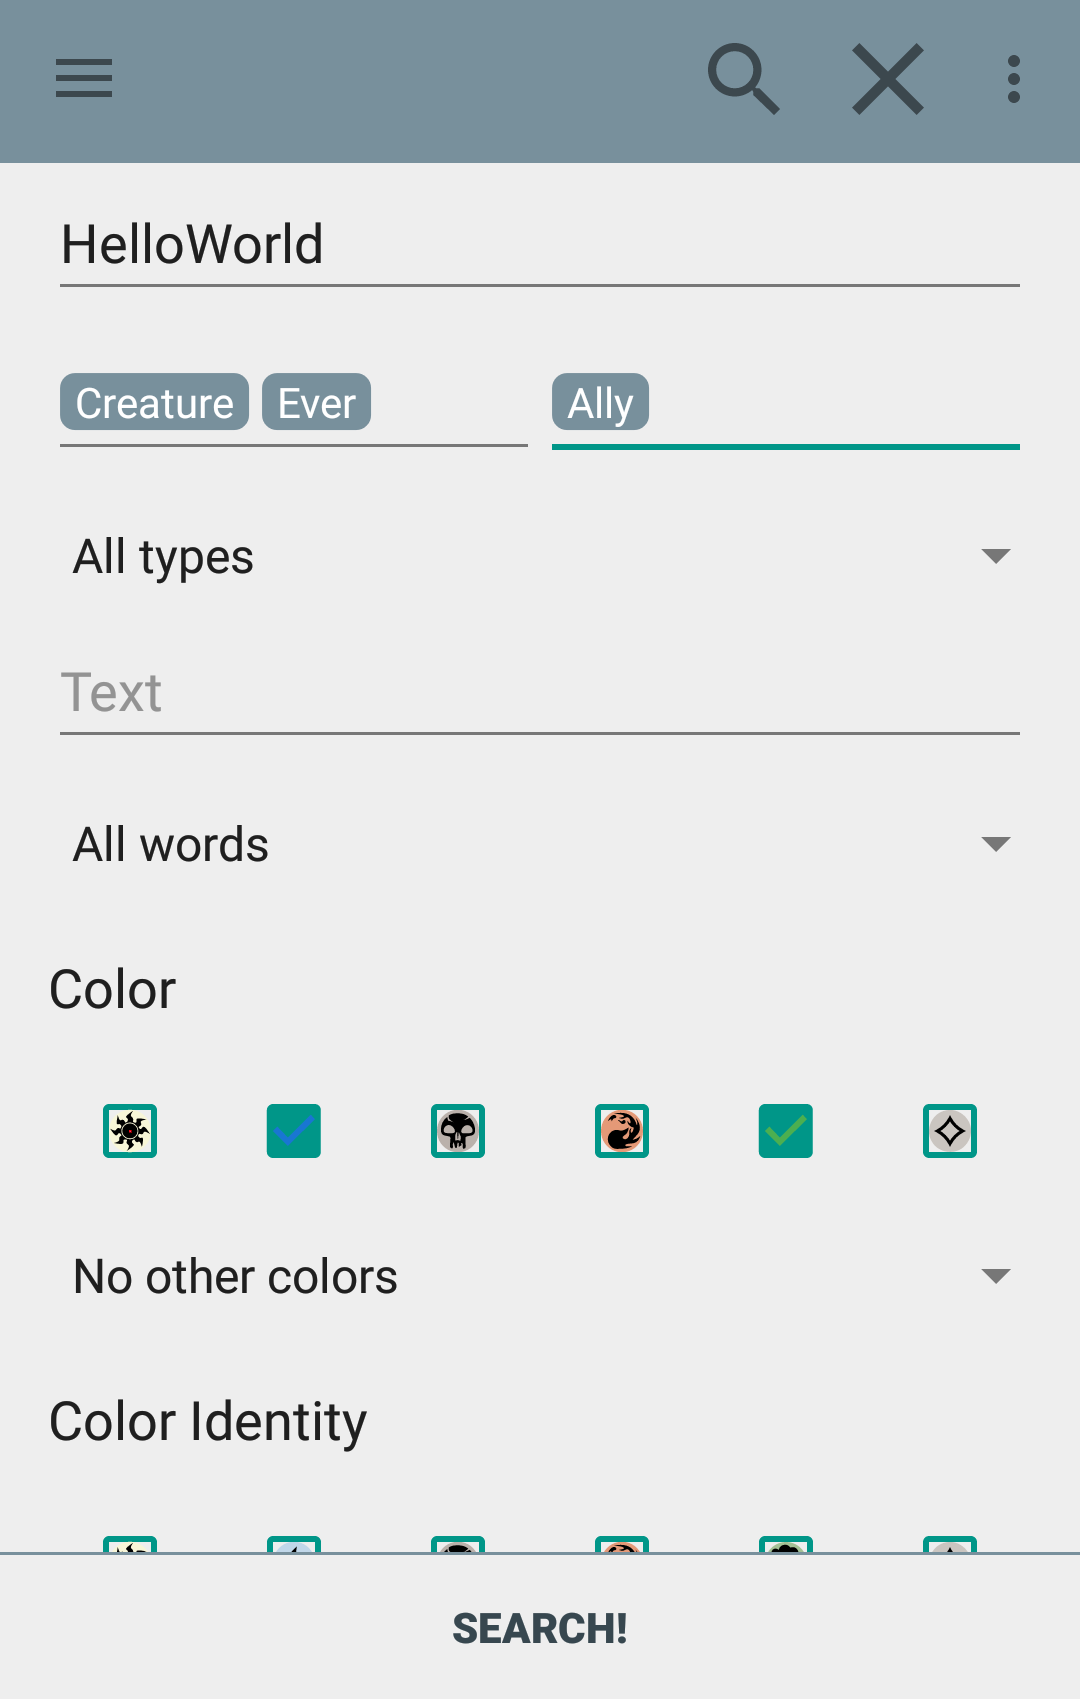 HelloWorld
Creature Ever Ally
All types
Text
All words
Color
No other colors
Color Identity
SEARCH!